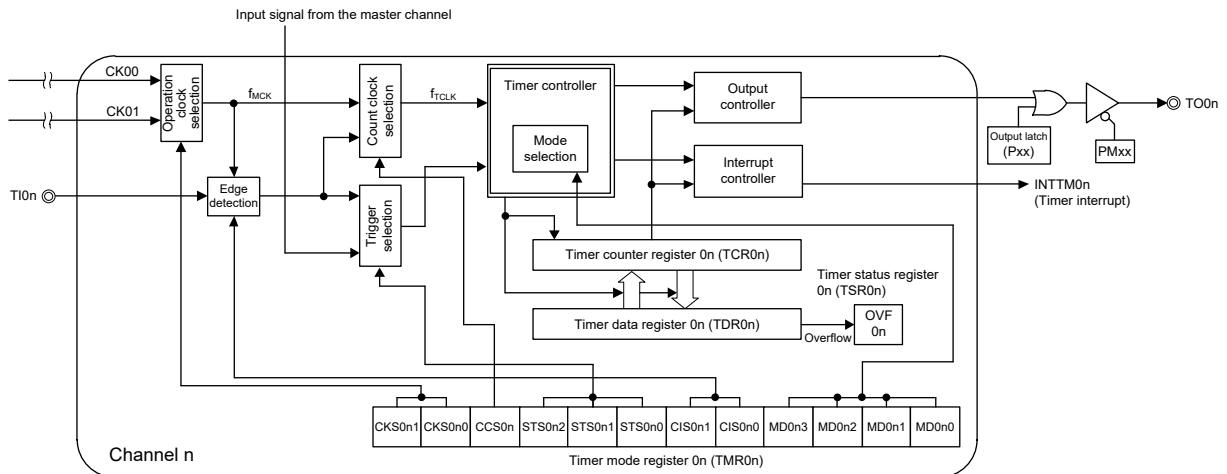 Input signal from the master channel
CK00
CK01
Operation
clock
selection
fMCK
Count clock
selection
fTCLK
Timer controller
Mode
selection
Output
controller
Interrupt
controller
Output latch
(Pxx)
PMxx
TO0n
INTTM0n
(Timer interrupt)
TI0n
Edge
detection
Trigger
selection
Timer counter register 0n (TCR0n)
Timer status register
0n (TSR0n)
Timer data register 0n (TDR0n)
Overflow
OVF
0n
CKS0n1 CKS0n0 CCS0n STS0n2 STS0n1 STS0n0 CIS0n1 CIS0n0 MD0n3 MD0n2 MD0n1 MD0n0
Channel n
Timer mode register 0n (TMR0n)